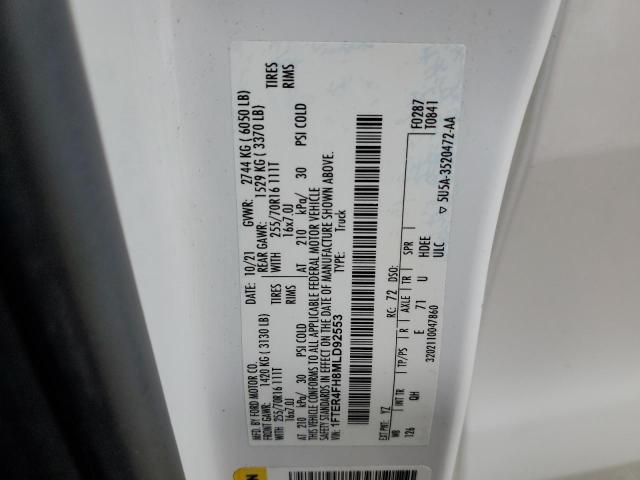 MFD. BY FORD MOTOR CO.
DATE: 10/21 GVWR: 2744 KG ( 6050 LB)
FRONT GAWR: 1420 KG ( 3130 LB) REAR GAWR: 1529 KG ( 3370 LB)
255/70R16 111T TIRES WITH 255/70R16 111T TIRES
16x7.0J RIMS 16x7.0J RIMS
AT 210 kPa/ 30 PSI COLD AT 210 kPa/ 30 PSI COLD
THIS VEHICLE CONFORMS TO ALL APPLICABLE FEDERAL MOTOR VEHICLE
SAFETY STANDARDS IN EFFECT ON THE DATE OF MANUFACTURE SHOWN ABOVE.
VIN: 1FTER4FH8MLD92553 TYPE: Truck
F0287
T0B41
EXT PNT: YZ RC: 72 DSO:
WB INT TR TP/PS R AXLE TR SPR
126 QH E 71 U HDEE
ULC
3202110047860
5U5A-3520472-AA